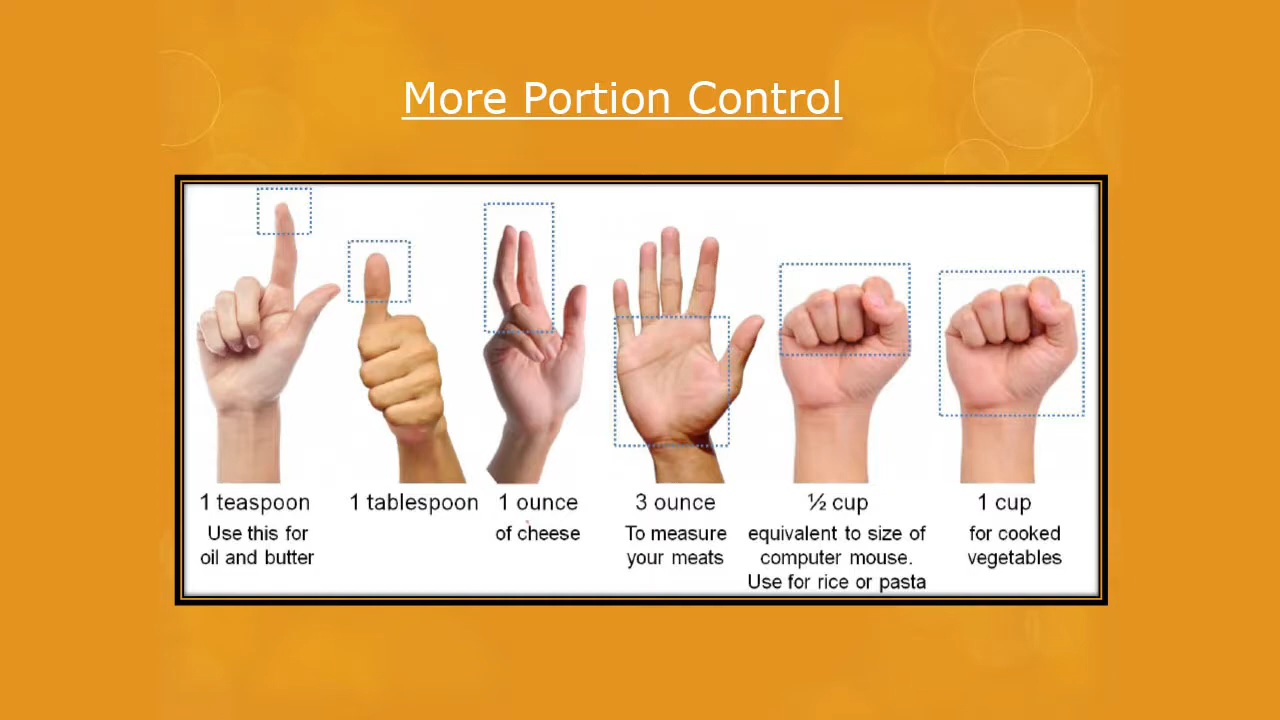 More Portion Control
1 teaspoon
Use this for
oil and butter
1 tablespoon
1 ounce
of cheese
3 ounce
To measure
your meats
½ cup
equivalent to size of
computer mouse.
Use for rice or pasta
1 cup
for cooked
vegetables